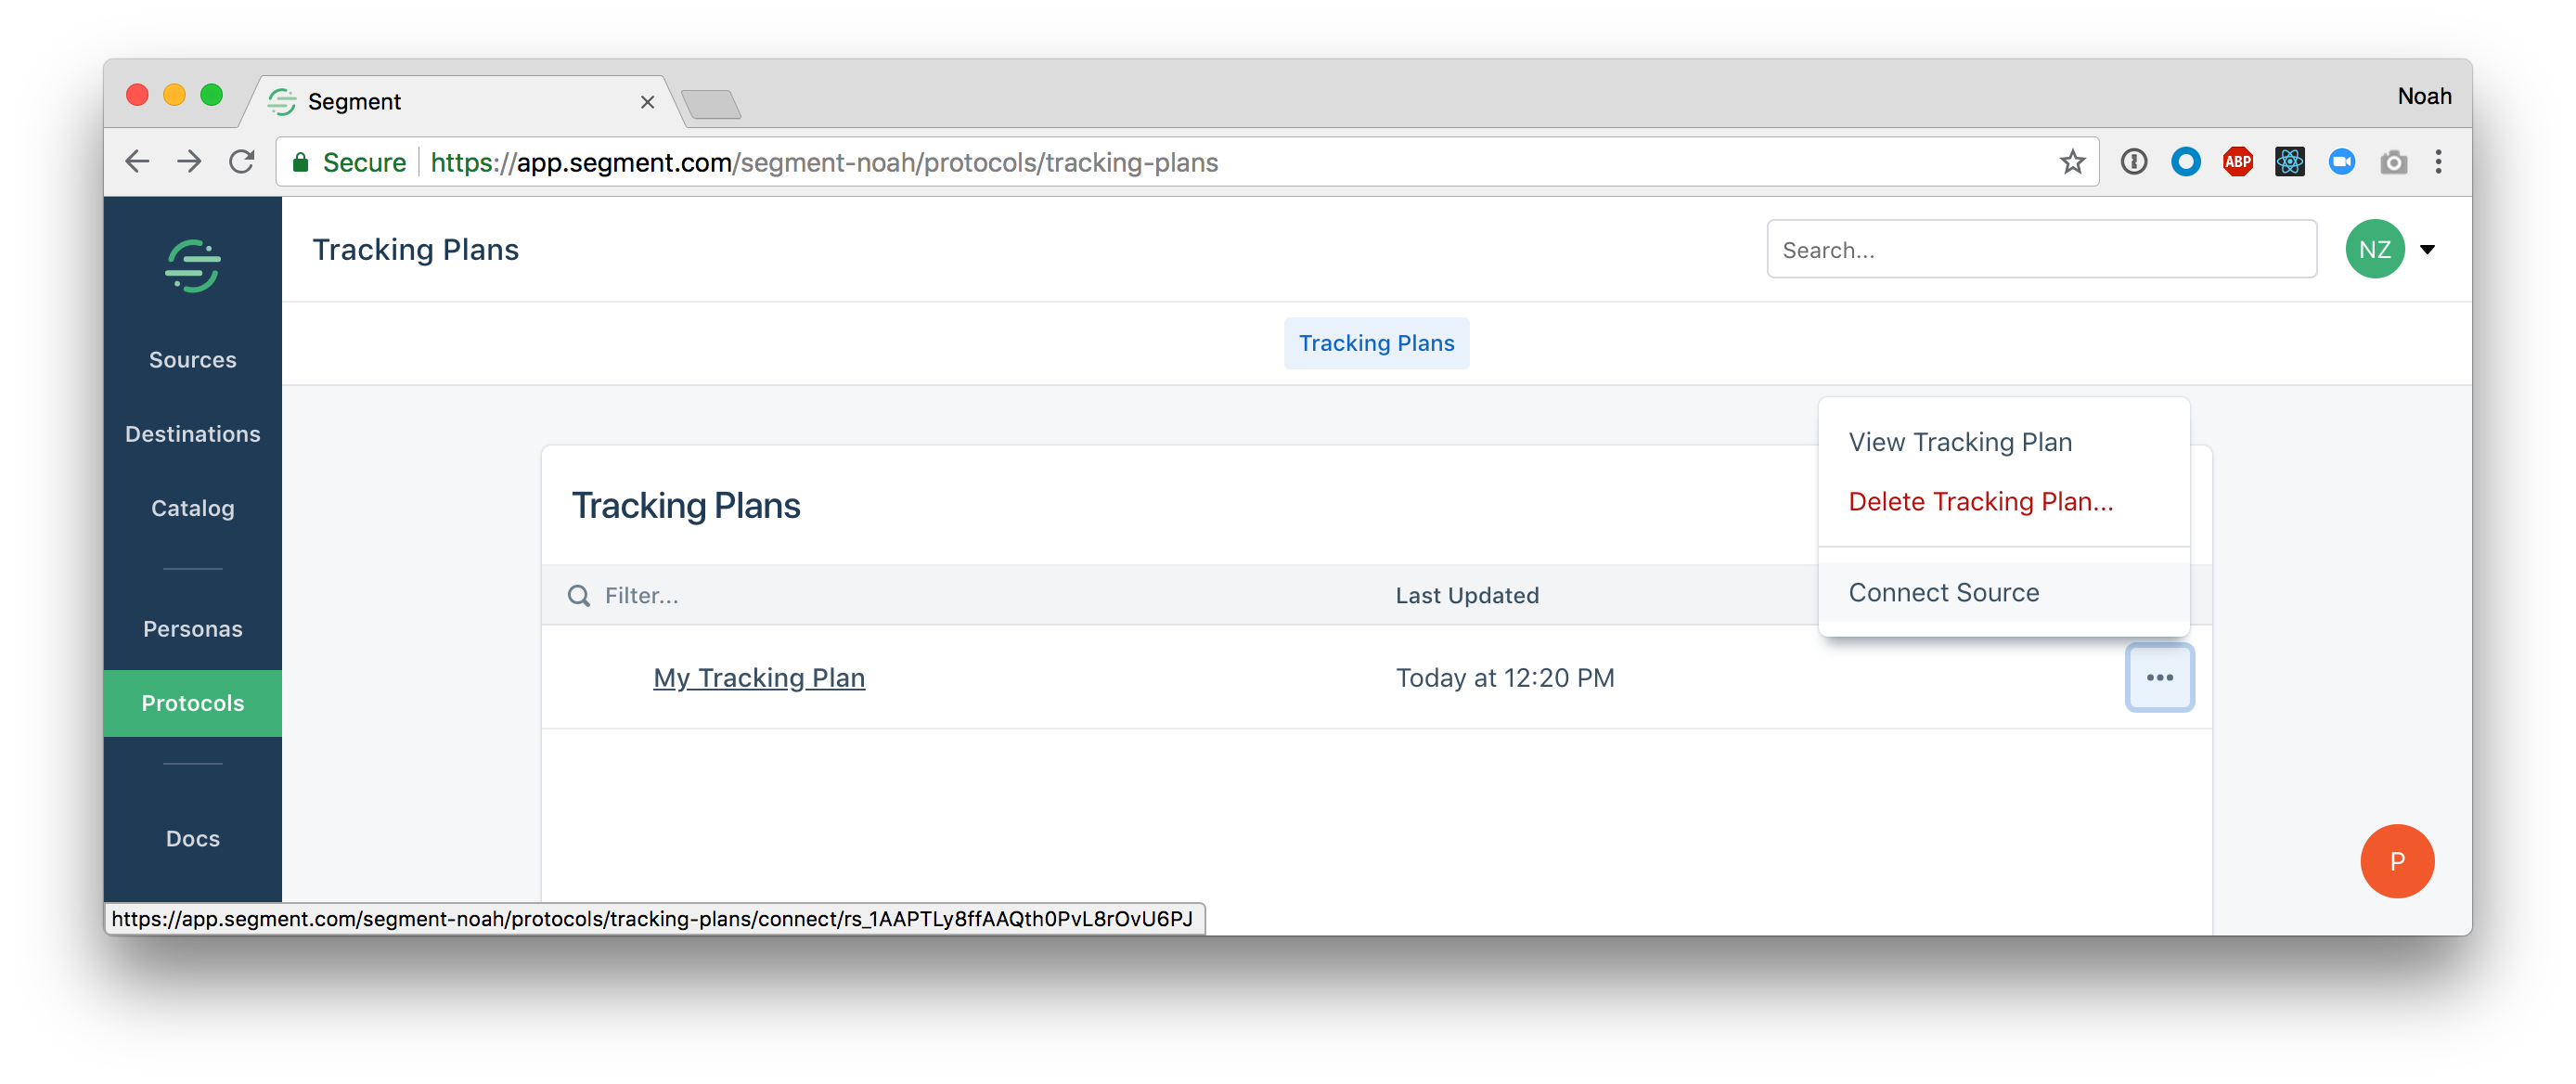 Segment
Noah
Secure
https://app.segment.com/segment-noah/protocols/tracking-plans
ABP
Tracking Plans
Search...
NZ
Sources
Destinations
Catalog
Personas
Protocols
Docs
Tracking Plans
Tracking Plans
View Tracking Plan
Delete Tracking Plan...
Connect Source
Filter...
Last Updated
My Tracking Plan
Today at 12:20 PM
P
https://app.segment.com/segment-noah/protocols/tracking-plans/connect/rs_1AAPTLy8ffAAQth0PvL8rOvU6PJ